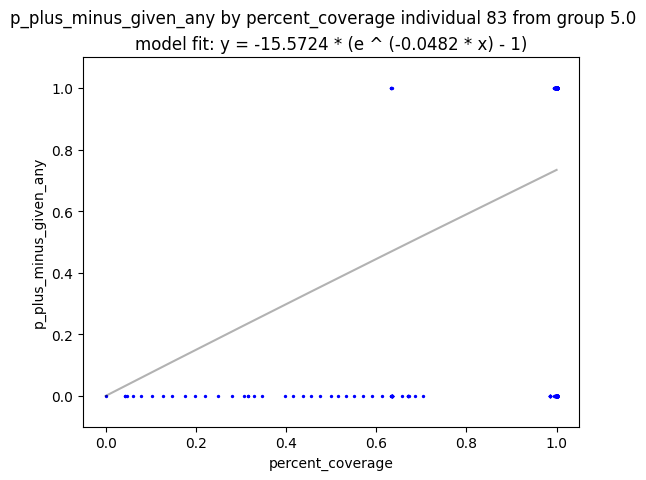 p_plus_minus_given_any by percent_coverage individual 83 from group 5.0
model fit: y = -15.5724 * (e ^ (-0.0482 * x) - 1)
1.0
0.8
0.6
0.4
0.2
0.0
p_plus_minus_given_any
0.0 0.2 0.4 0.6 0.8 1.0
percent_coverage